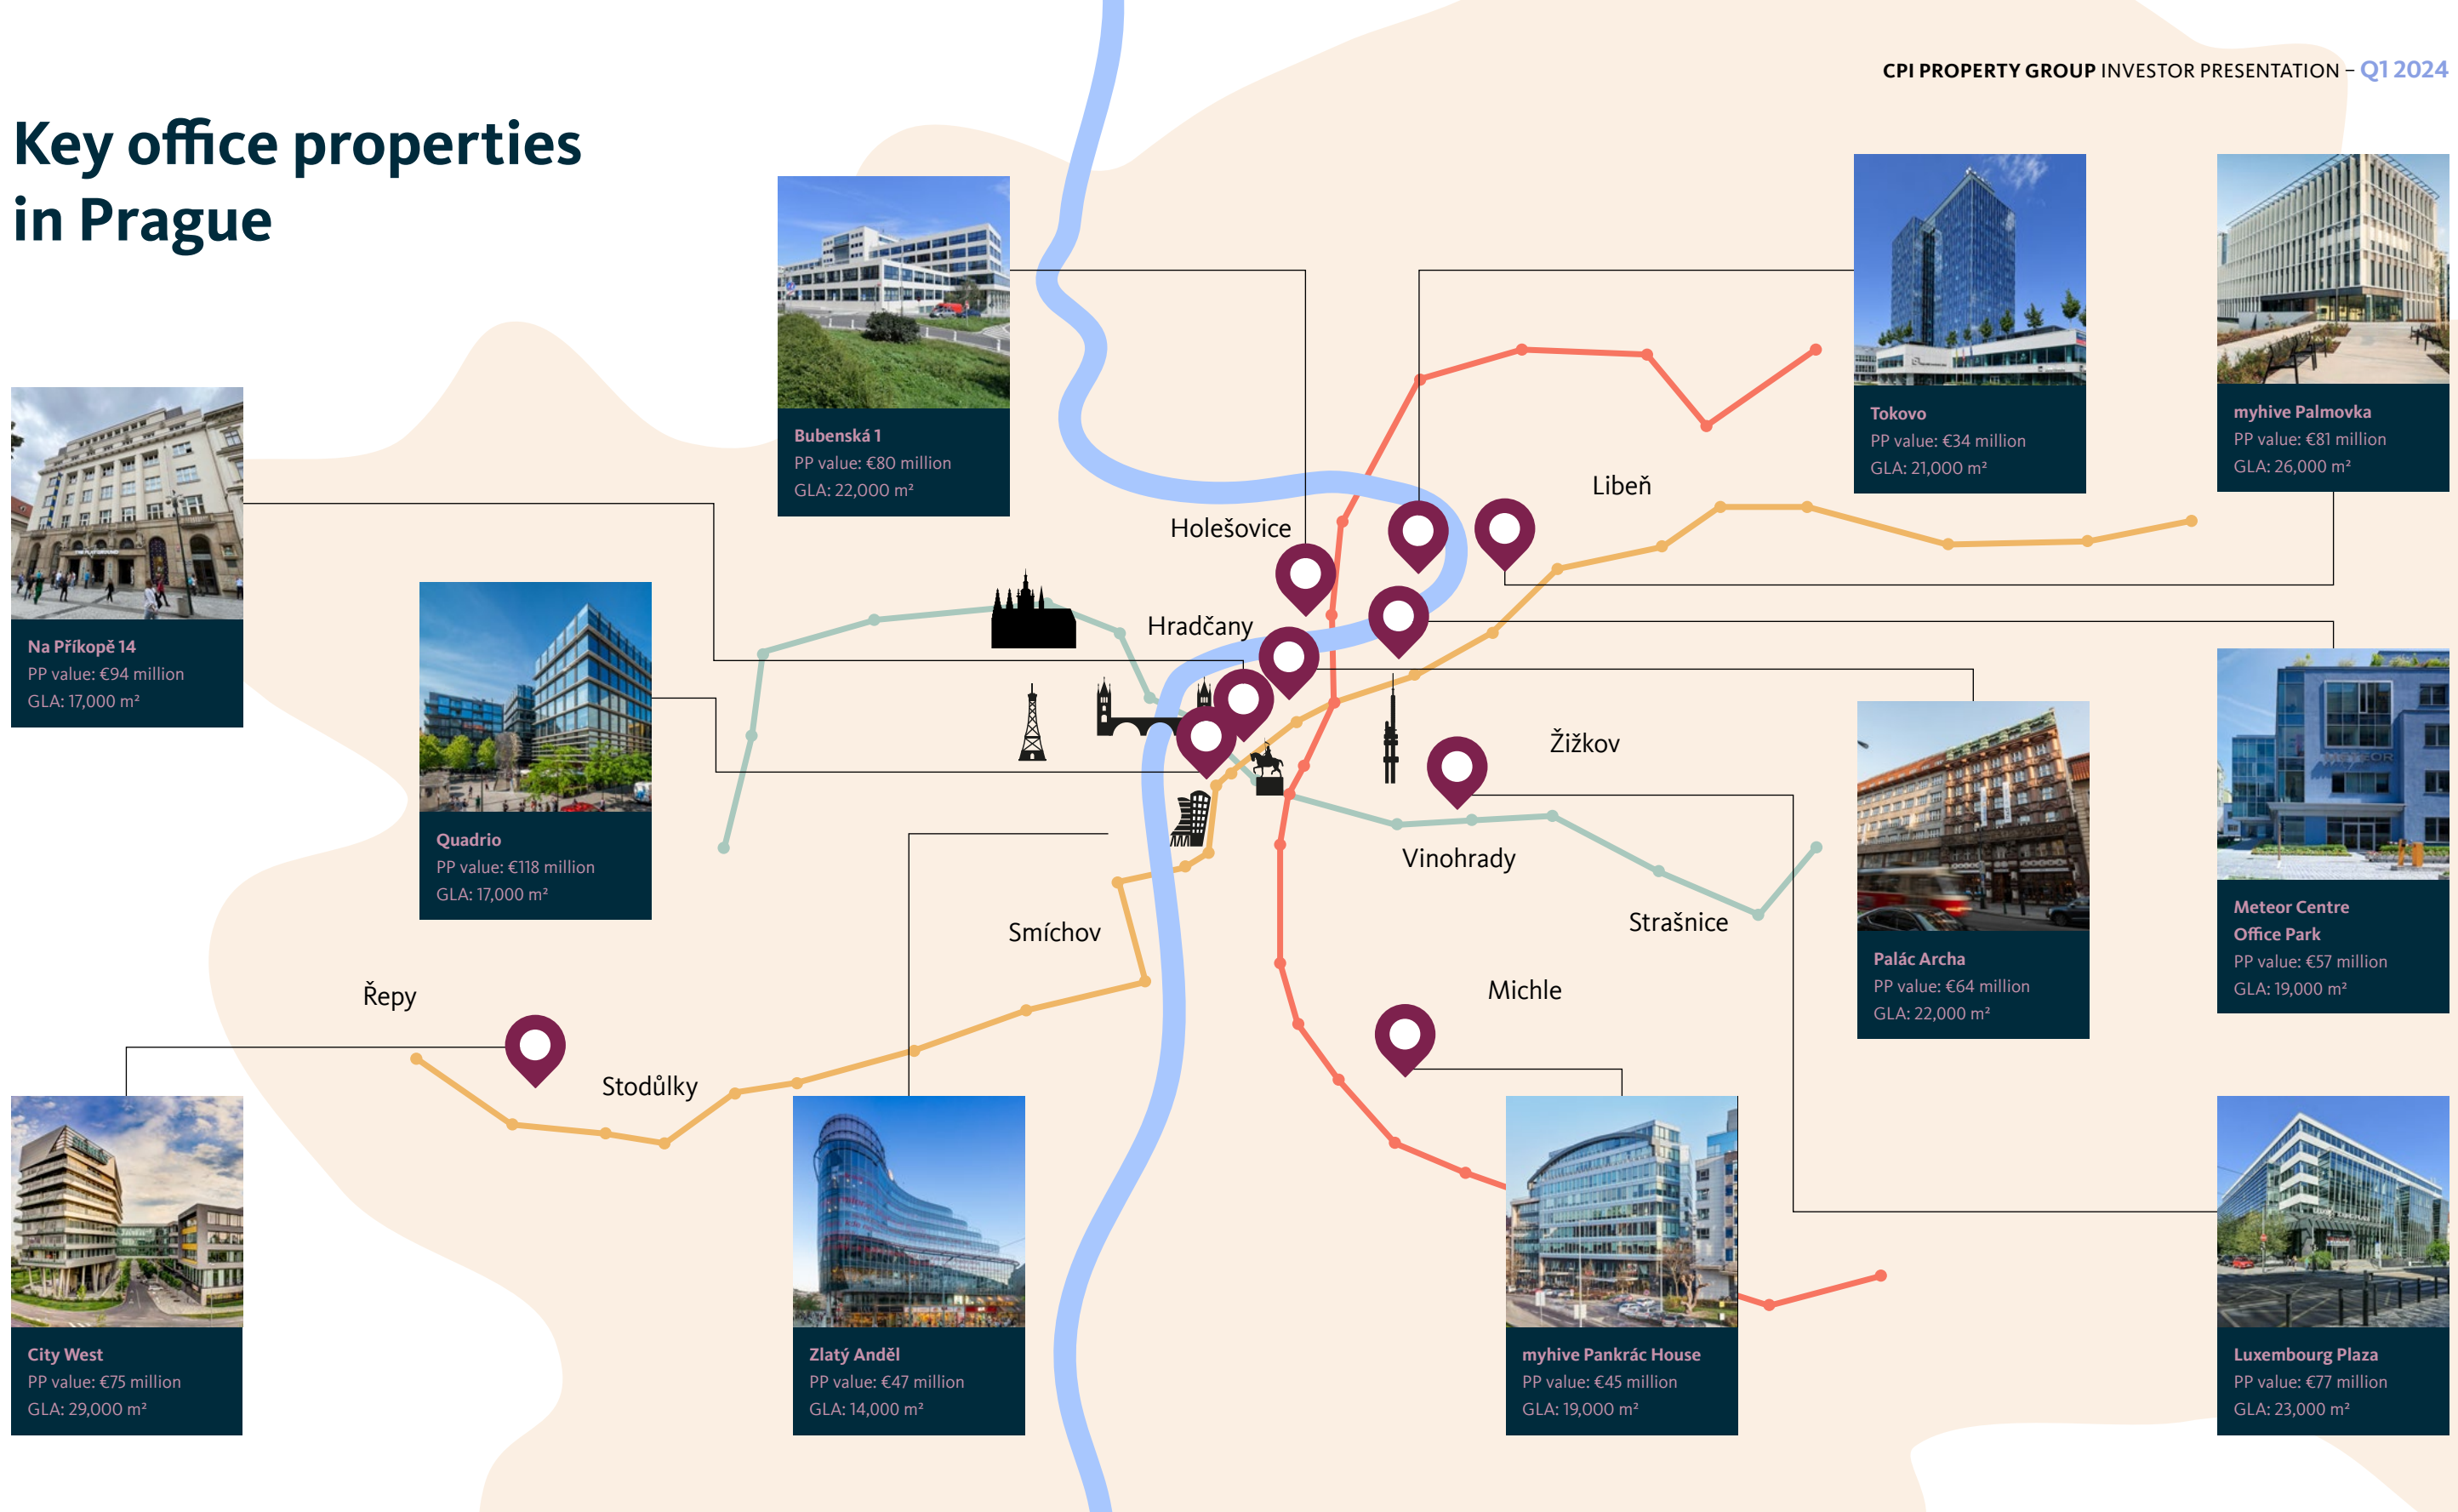 CPI PROPERTY GROUP INVESTOR PRESENTATION – Q1 2024
Key office properties
in Prague
Bubenská 1
PP value: €80 million
GLA: 22,000 m²
Tokovo
PP value: €34 million
GLA: 21,000 m²
myhive Palmovka
PP value: €81 million
GLA: 26,000 m²
Na Příkopě 14
PP value: €94 million
GLA: 17,000 m²
Quadrio
PP value: €118 million
GLA: 17,000 m²
Libeň
Holešovice
Hradčany
Žižkov
Vinohrady
Strašnice
Smíchov
Michle
Řepy
Stodůlky
METEOR
Palác Archa
PP value: €64 million
GLA: 22,000 m²
Meteor Centre
Office Park
PP value: €57 million
GLA: 19,000 m²
City West
PP value: €75 million
GLA: 29,000 m²
Zlatý Anděl
PP value: €47 million
GLA: 14,000 m²
myhive Pankrác House
PP value: €45 million
GLA: 19,000 m²
Luxembourg Plaza
PP value: €77 million
GLA: 23,000 m²